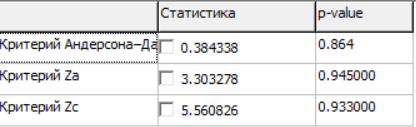 Статистика p-value
Критерий Андерсона-Да 0.384338 0.864
Критерий Za 3.303278 0.945000
Критерий Zc 5.560826 0.933000